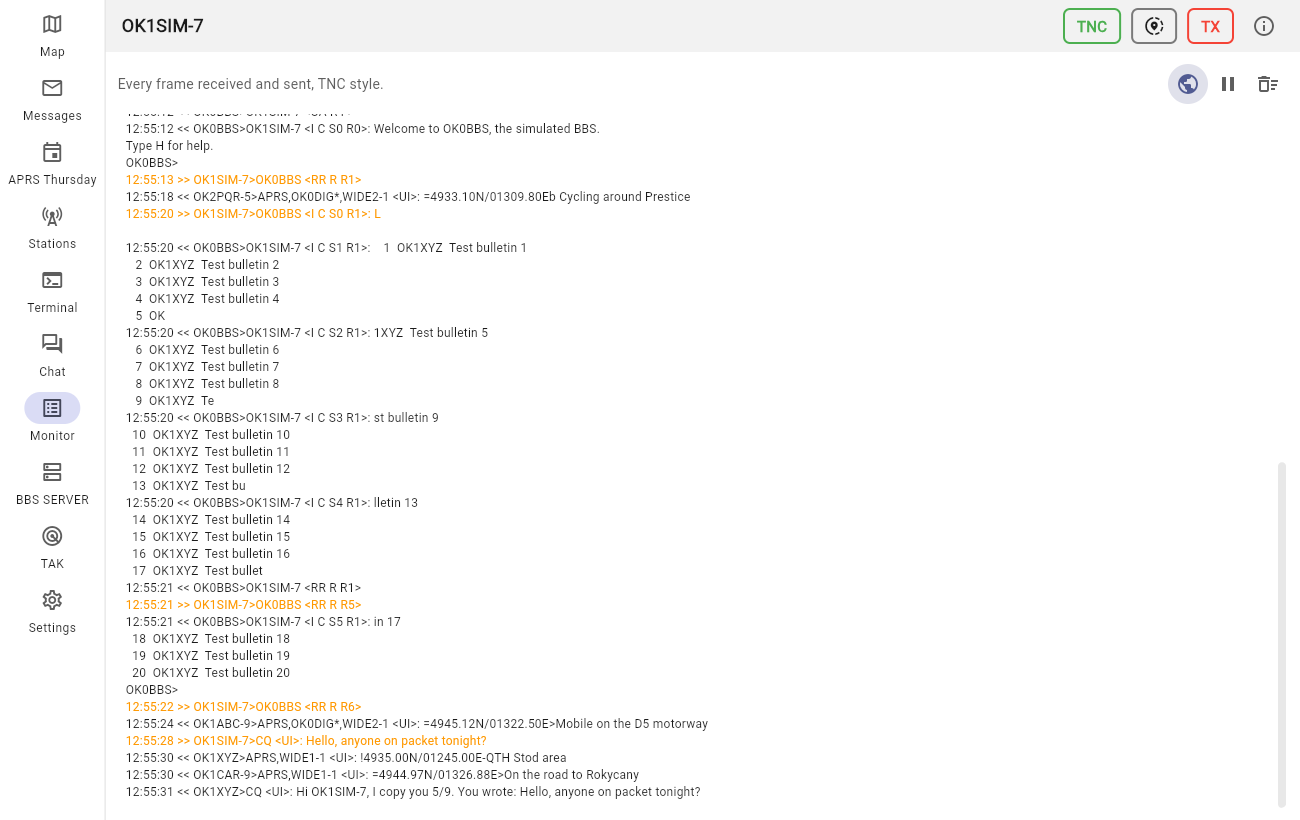 OK1SIM-7
TNC
TX
Map
Messages
APRS Thursday
Stations
Terminal
Chat
Monitor
BBS SERVER
TAK
Settings
Every frame received and sent, TNC style.
12:55:12 << OK0BBS>OK1SIM-7 <I C S0 R0>: Welcome to OK0BBS, the simulated BBS.
Type H for help.
OK0BBS>
12:55:13 >> OK1SIM-7>OK0BBS <RR R R1>
12:55:18 << OK2PQR-5>APRS,OK0DIG*,WIDE2-1 <UI>: =4933.10N/01309.80Eb Cycling around Prestice
12:55:20 >> OK1SIM-7>OK0BBS <I C S0 R1>: L
12:55:20 << OK0BBS>OK1SIM-7 <I C S1 R1>:    1  OK1XYZ  Test bulletin 1
2  OK1XYZ  Test bulletin 2
3  OK1XYZ  Test bulletin 3
4  OK1XYZ  Test bulletin 4
5  OK
12:55:20 << OK0BBS>OK1SIM-7 <I C S2 R1>: 1XYZ  Test bulletin 5
6  OK1XYZ  Test bulletin 6
7  OK1XYZ  Test bulletin 7
8  OK1XYZ  Test bulletin 8
9  OK1XYZ  Te
12:55:20 << OK0BBS>OK1SIM-7 <I C S3 R1>: st bulletin 9
10  OK1XYZ  Test bulletin 10
11  OK1XYZ  Test bulletin 11
12  OK1XYZ  Test bulletin 12
13  OK1XYZ  Test bu
12:55:20 << OK0BBS>OK1SIM-7 <I C S4 R1>: lletin 13
14  OK1XYZ  Test bulletin 14
15  OK1XYZ  Test bulletin 15
16  OK1XYZ  Test bulletin 16
17  OK1XYZ  Test bullet
12:55:21 << OK0BBS>OK1SIM-7 <RR R R1>
12:55:21 >> OK1SIM-7>OK0BBS <RR R R5>
12:55:21 << OK0BBS>OK1SIM-7 <I C S5 R1>: in 17
18  OK1XYZ  Test bulletin 18
19  OK1XYZ  Test bulletin 19
20  OK1XYZ  Test bulletin 20
OK0BBS>
12:55:22 >> OK1SIM-7>OK0BBS <RR R R6>
12:55:24 << OK1ABC-9>APRS,OK0DIG*,WIDE2-1 <UI>: =4945.12N/01322.50E>Mobile on the D5 motorway
12:55:28 >> OK1SIM-7>CQ <UI>: Hello, anyone on packet tonight?
12:55:30 << OK1XYZ>APRS,WIDE1-1 <UI>: !4935.00N/01245.00E-QTH Stod area
12:55:30 << OK1CAR-9>APRS,WIDE1-1 <UI>: =4944.97N/01326.88E>On the road to Rokycany
12:55:31 << OK1XYZ>CQ <UI>: Hi OK1SIM-7, I copy you 5/9. You wrote: Hello, anyone on packet tonight?